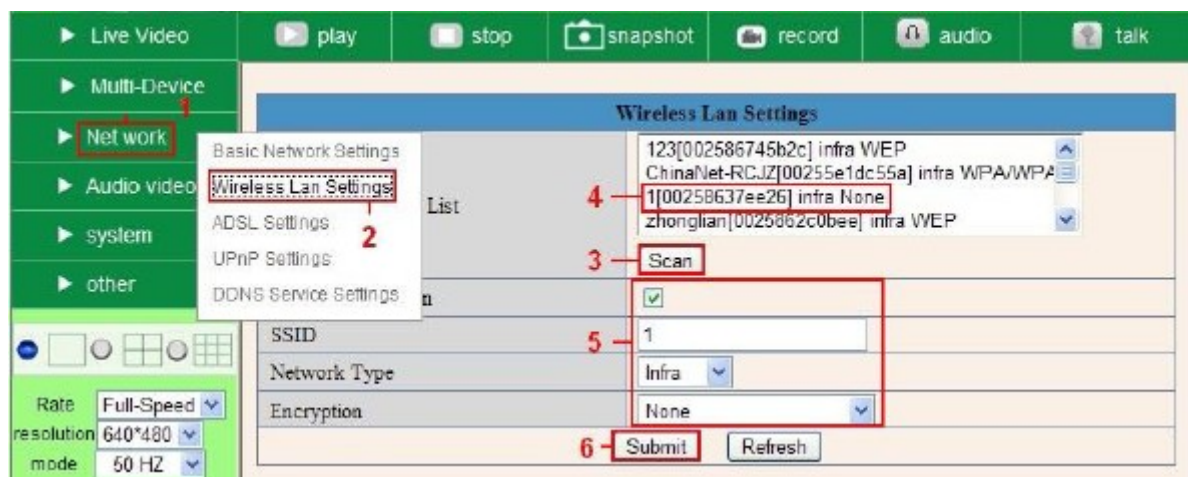 Live Video play stop snapshot record audio talk
Multi-Device
1
Net work
Audio video
system
other
Basic Network Settings
Wireless Lan Settings
2
ADSL Settings
UPnP Settings
DDNS Service Settings
Wireless Lan Settings
List
123[002586745b2c] infra WEP
ChinaNet-RCJZ[00255e1dc55a] infra WPA/WPA
4
1[00258637ee26] infra None
zhonglian[0025862c0bee] infra WEP
3 Scan
n
SSID 1
5
Network Type Infra
Encryption None
6 Submit Refresh
Rate Full-Speed
resolution 640*480
mode 50 HZ